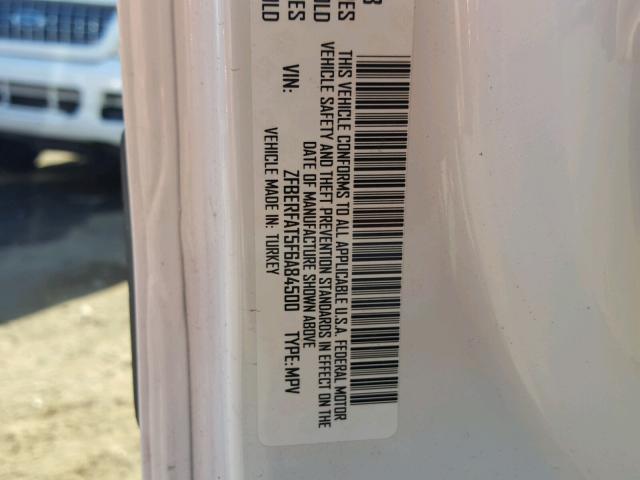 THIS VEHICLE CONFORMS TO ALL APPLICABLE U.S.A. FEDERAL MOTOR
VEHICLE SAFETY AND THEFT PREVENTION STANDARDS IN EFFECT ON THE
DATE OF MANUFACTURE SHOWN ABOVE
VIN: ZFBERFAT5F6A84500 TYPE:MPV
VEHICLE MADE IN: TURKEY